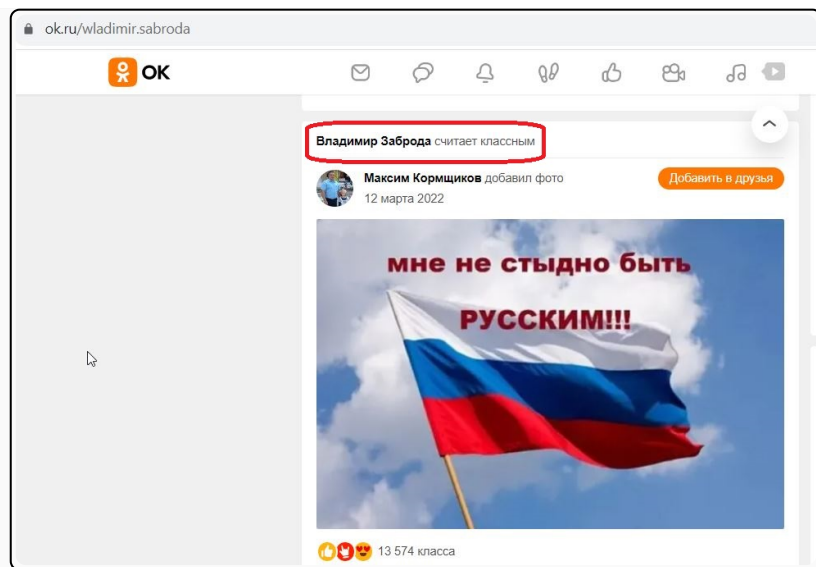 ok.ru/wladimir.sabroda
ОК
Владимир Заброда считает классным
Максим Кормщиков добавил фото
Добавить в друзья
12 марта 2022
мне не стыдно быть
РУССКИМ!!!
13 574 класса